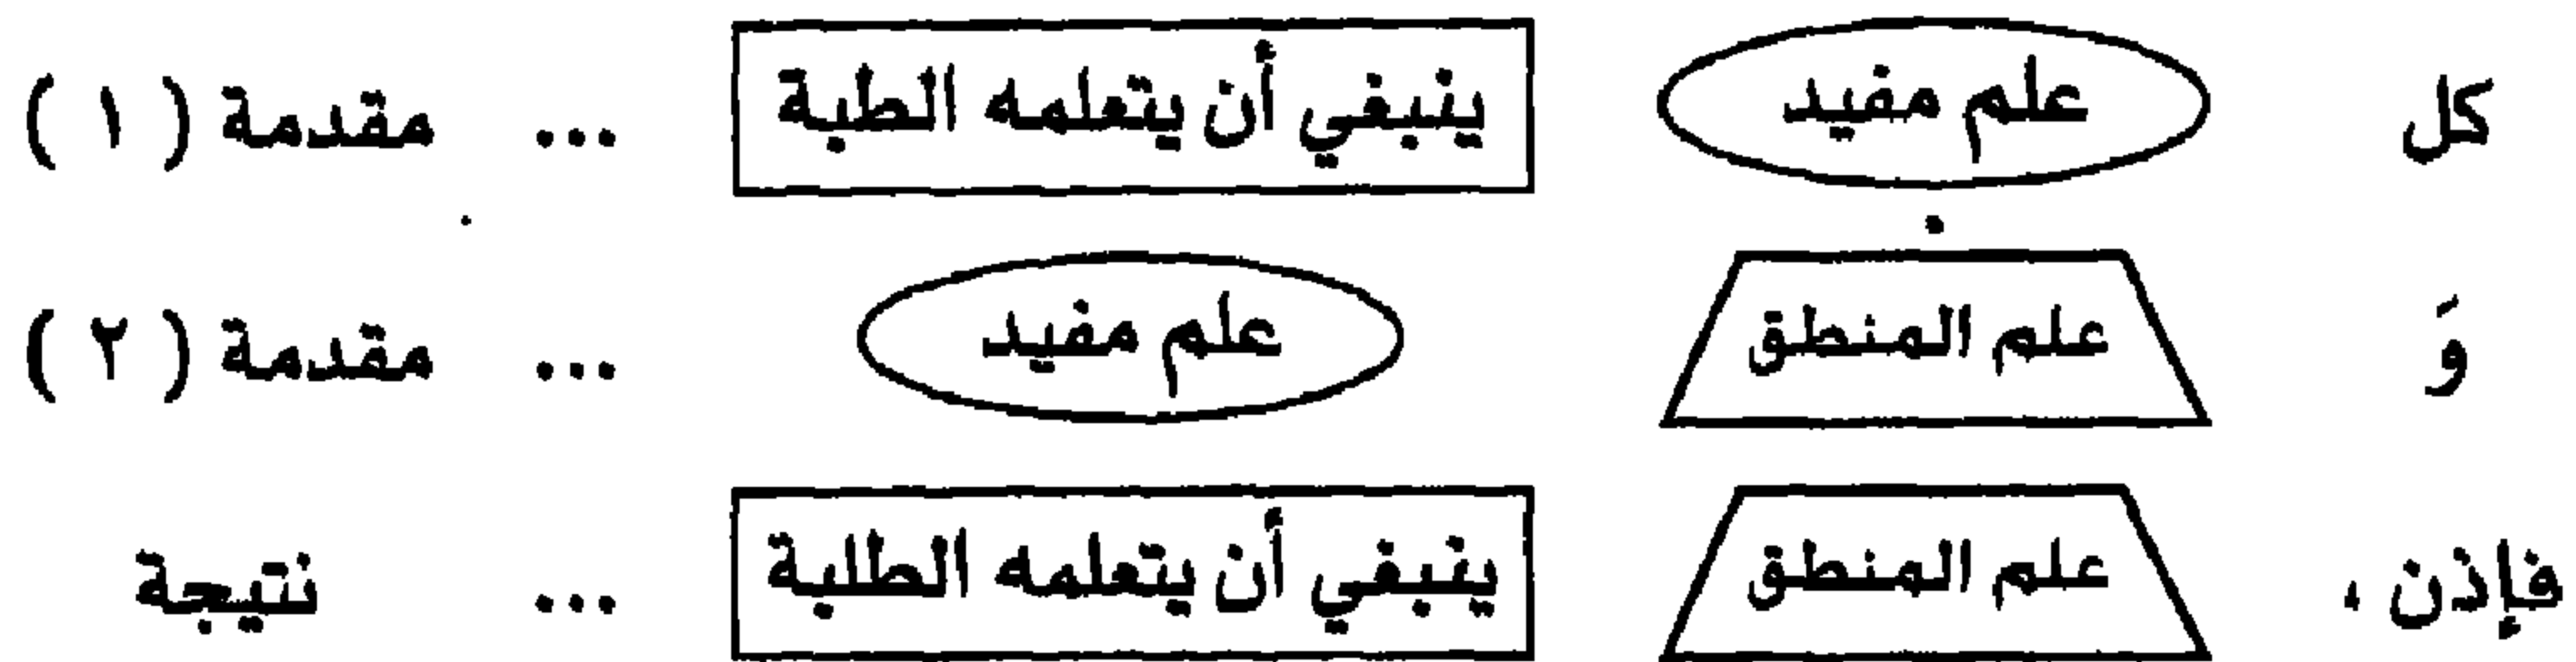 كل علم مفيد ينبغي أن يتعلمه الطبة ... مقدمة ( ١ )
وَ علم المنطق علم مفيد ... مقدمة ( ٢ )
فإذن ، علم المنطق ينبغي أن يتعلمه الطلبة ... نتيجة